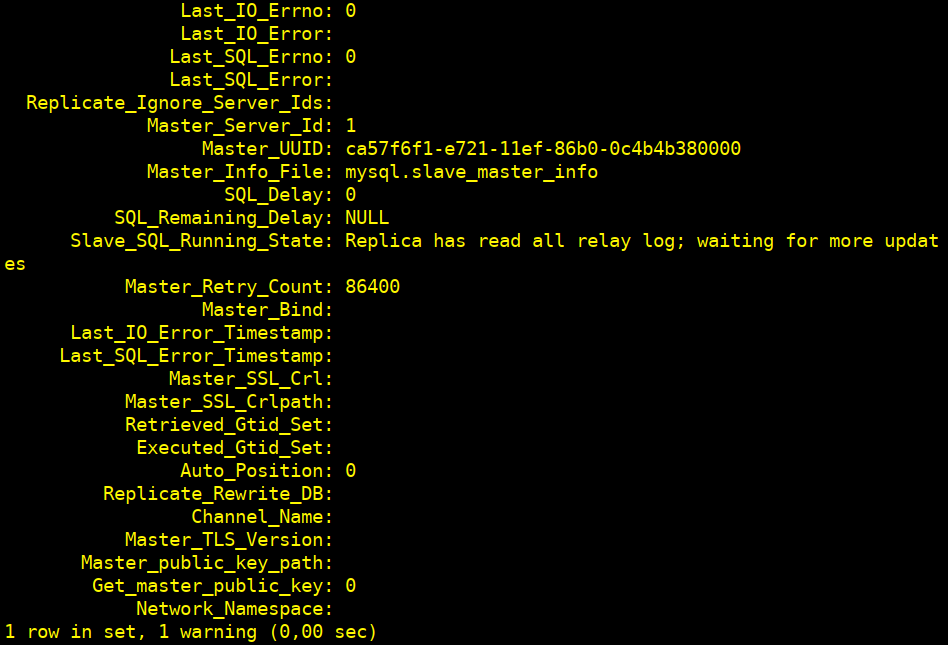 Last_IO_Errno: 0
Last_IO_Error:
Last_SQL_Errno: 0
Last_SQL_Error:
Replicate_Ignore_Server_Ids:
Master_Server_Id: 1
Master_UUID: ca57f6f1-e721-11ef-86b0-0c4b4b380000
Master_Info_File: mysql.slave_master_info
SQL_Delay: 0
SQL_Remaining_Delay: NULL
Slave_SQL_Running_State: Replica has read all relay log; waiting for more updat
es
Master_Retry_Count: 86400
Master_Bind:
Last_IO_Error_Timestamp:
Last_SQL_Error_Timestamp:
Master_SSL_Crl:
Master_SSL_Crlpath:
Retrieved_Gtid_Set:
Executed_Gtid_Set:
Auto_Position: 0
Replicate_Rewrite_DB:
Channel_Name:
Master_TLS_Version:
Master_public_key_path:
Get_master_public_key: 0
Network_Namespace:
1 row in set, 1 warning (0,00 sec)